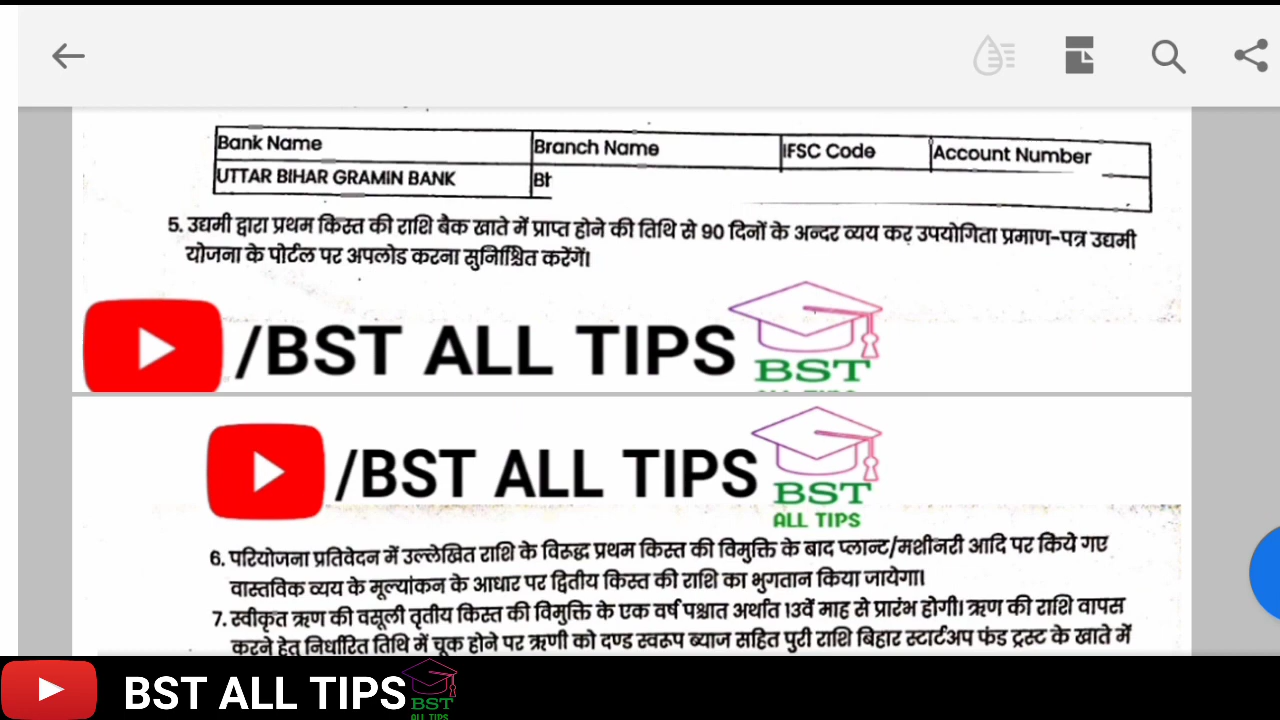 Bank Name Branch Name IFSC Code Account Number
UTTAR BIHAR GRAMIN BANK
5. उद्यमी द्वारा प्रथम किस्त की राशि बैक खाते में प्राप्त होने की तिथि से 90 दिनों के अन्दर व्यय कर उपयोगिता प्रमाण-पत्र उद्यमी
योजना के पोर्टल पर अपलोड करना सुनिश्चित करेंगें।
/BST ALL TIPS
BST
/BST ALL TIPS
BST
ALL TIPS
6. परियोजना प्रतिवेदन में उल्लेखित राशि के विरूद्ध प्रथम किस्त की विमुक्ति के बाद प्लान्ट/मशीनरी आदि पर किये गए
वास्तविक व्यय के मूल्यांकन के आधार पर द्वितीय किस्त की राशि का भुगतान किया जायेगा।
7. स्वीकृत ऋण की वसूली तृतीय किस्त की विमुक्ति के एक वर्ष पश्चात अर्थात 13वें माह से प्रारंभ होगी। ऋण की राशि वापस
करने हेतु निर्धारित तिथि में चूक होने पर ऋणी को दण्ड स्वरूप ब्याज सहित पुरी राशि बिहार स्टार्टअप फंड ट्रस्ट के खाते में
BST ALL TIPS
BST
ALL TIPS